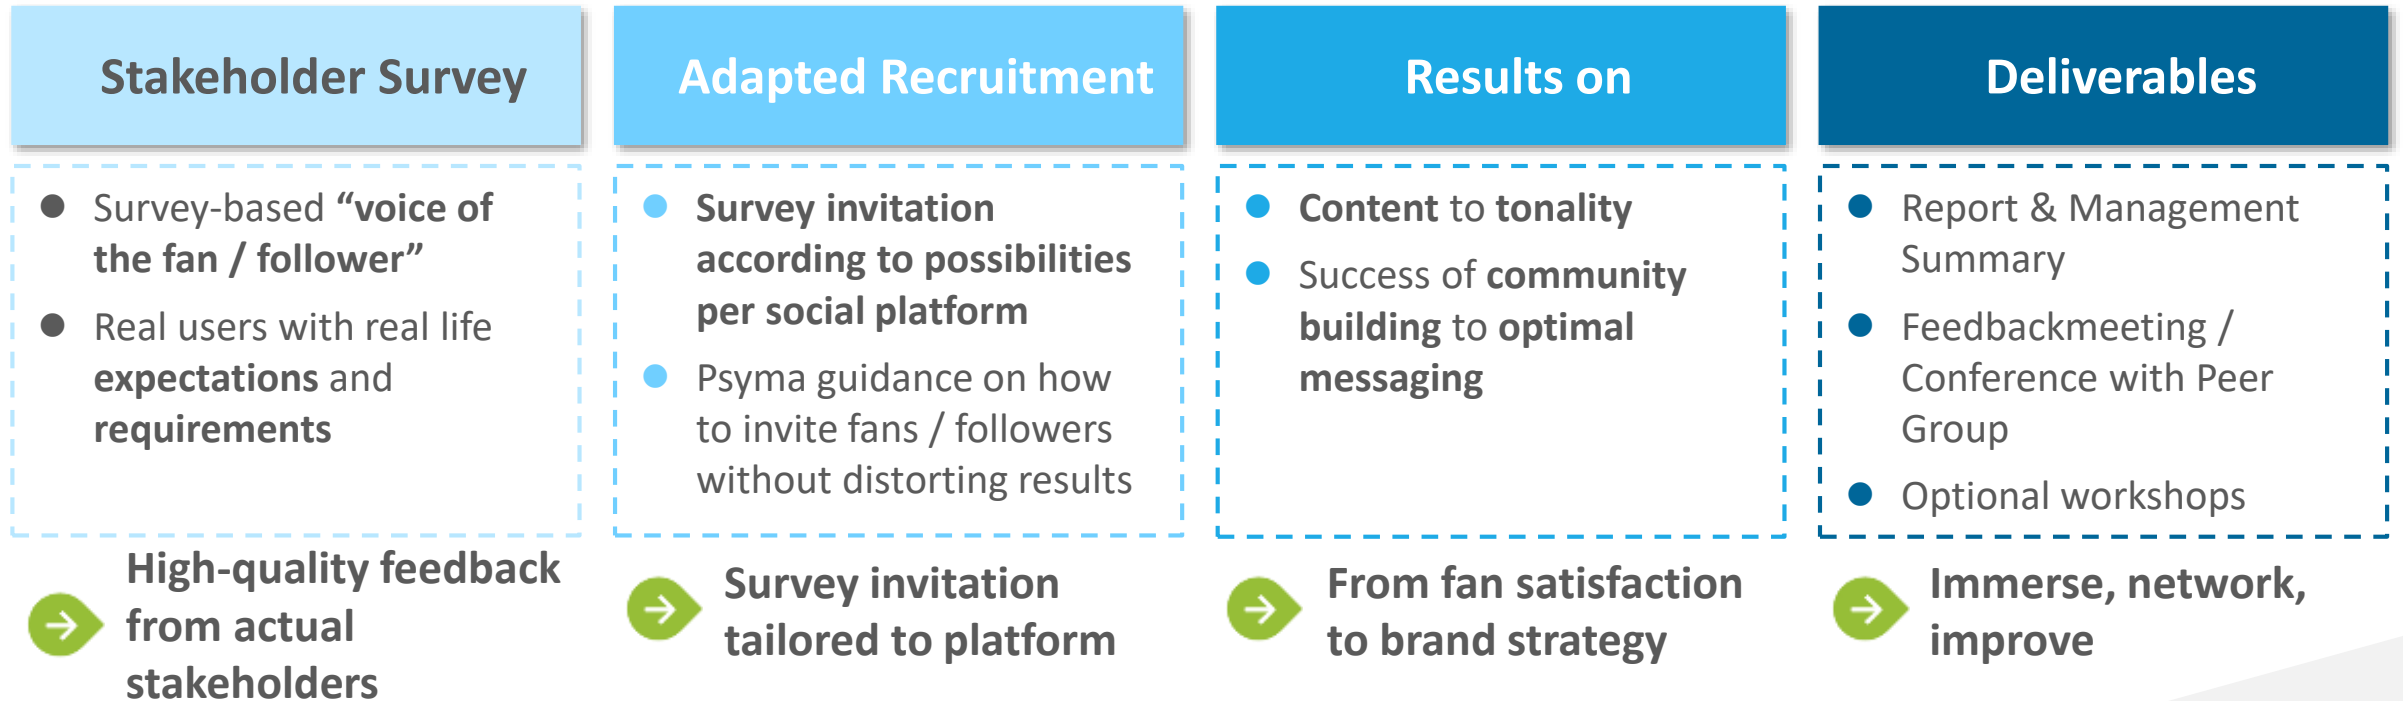 Stakeholder Survey
Survey-based “voice of
the fan / follower”
Real users with real life
expectations and
requirements
High-quality feedback
from actual
stakeholders
Adapted Recruitment
Survey invitation
according to possibilities
per social platform
Psyma guidance on how
to invite fans / followers
without distorting results
Survey invitation
tailored to platform
Results on
Content to tonality
Success of community
building to optimal
messaging
From fan satisfaction
to brand strategy
Deliverables
Report & Management
Summary
Feedbackmeeting /
Conference with Peer
Group
Optional workshops
Immerse, network,
improve